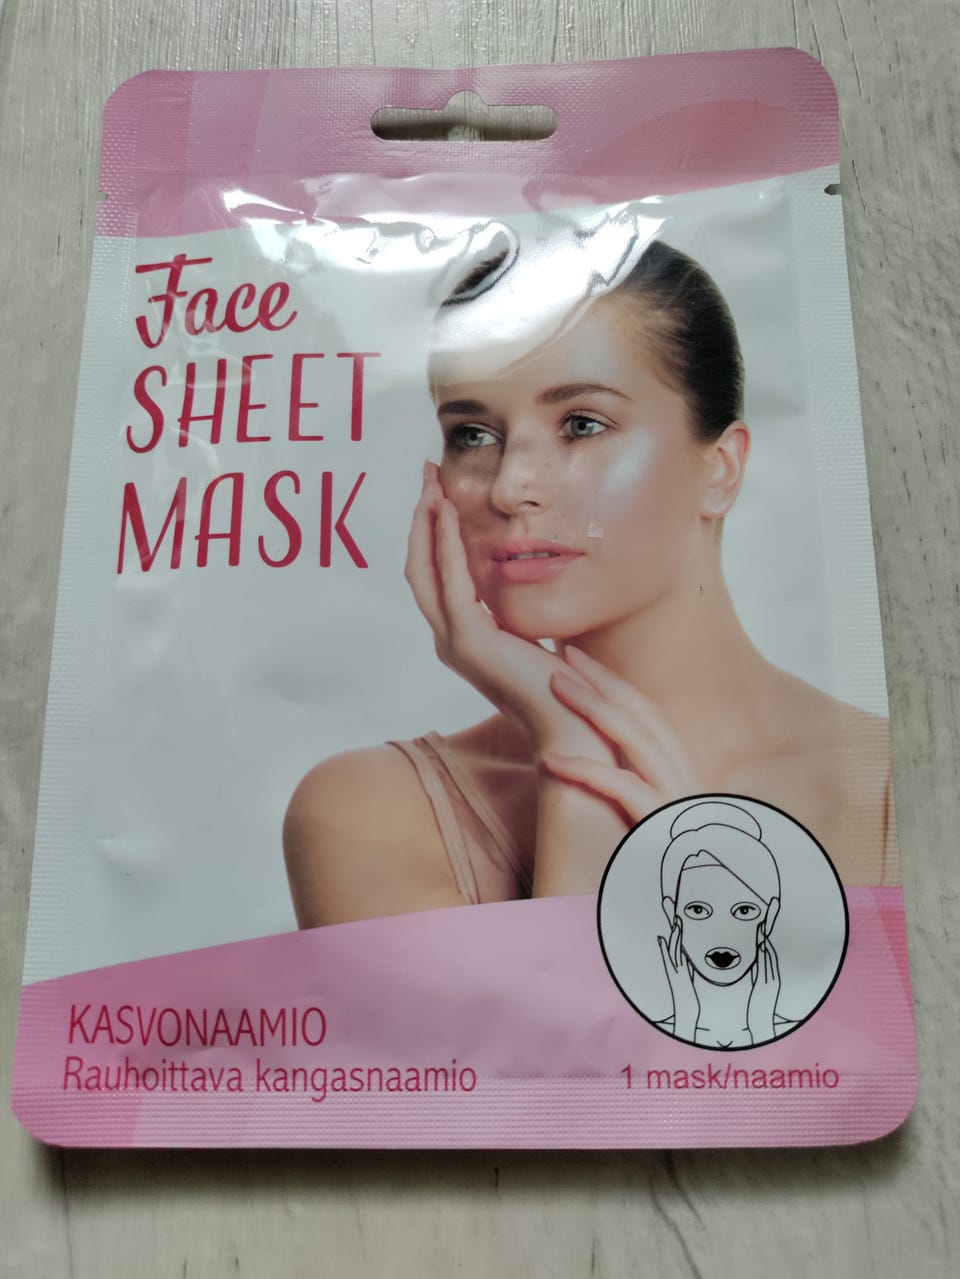 Face
SHEET
MASK
KASVONAAMIO
Rauhoittava kangasnaamio
1 mask/naamio